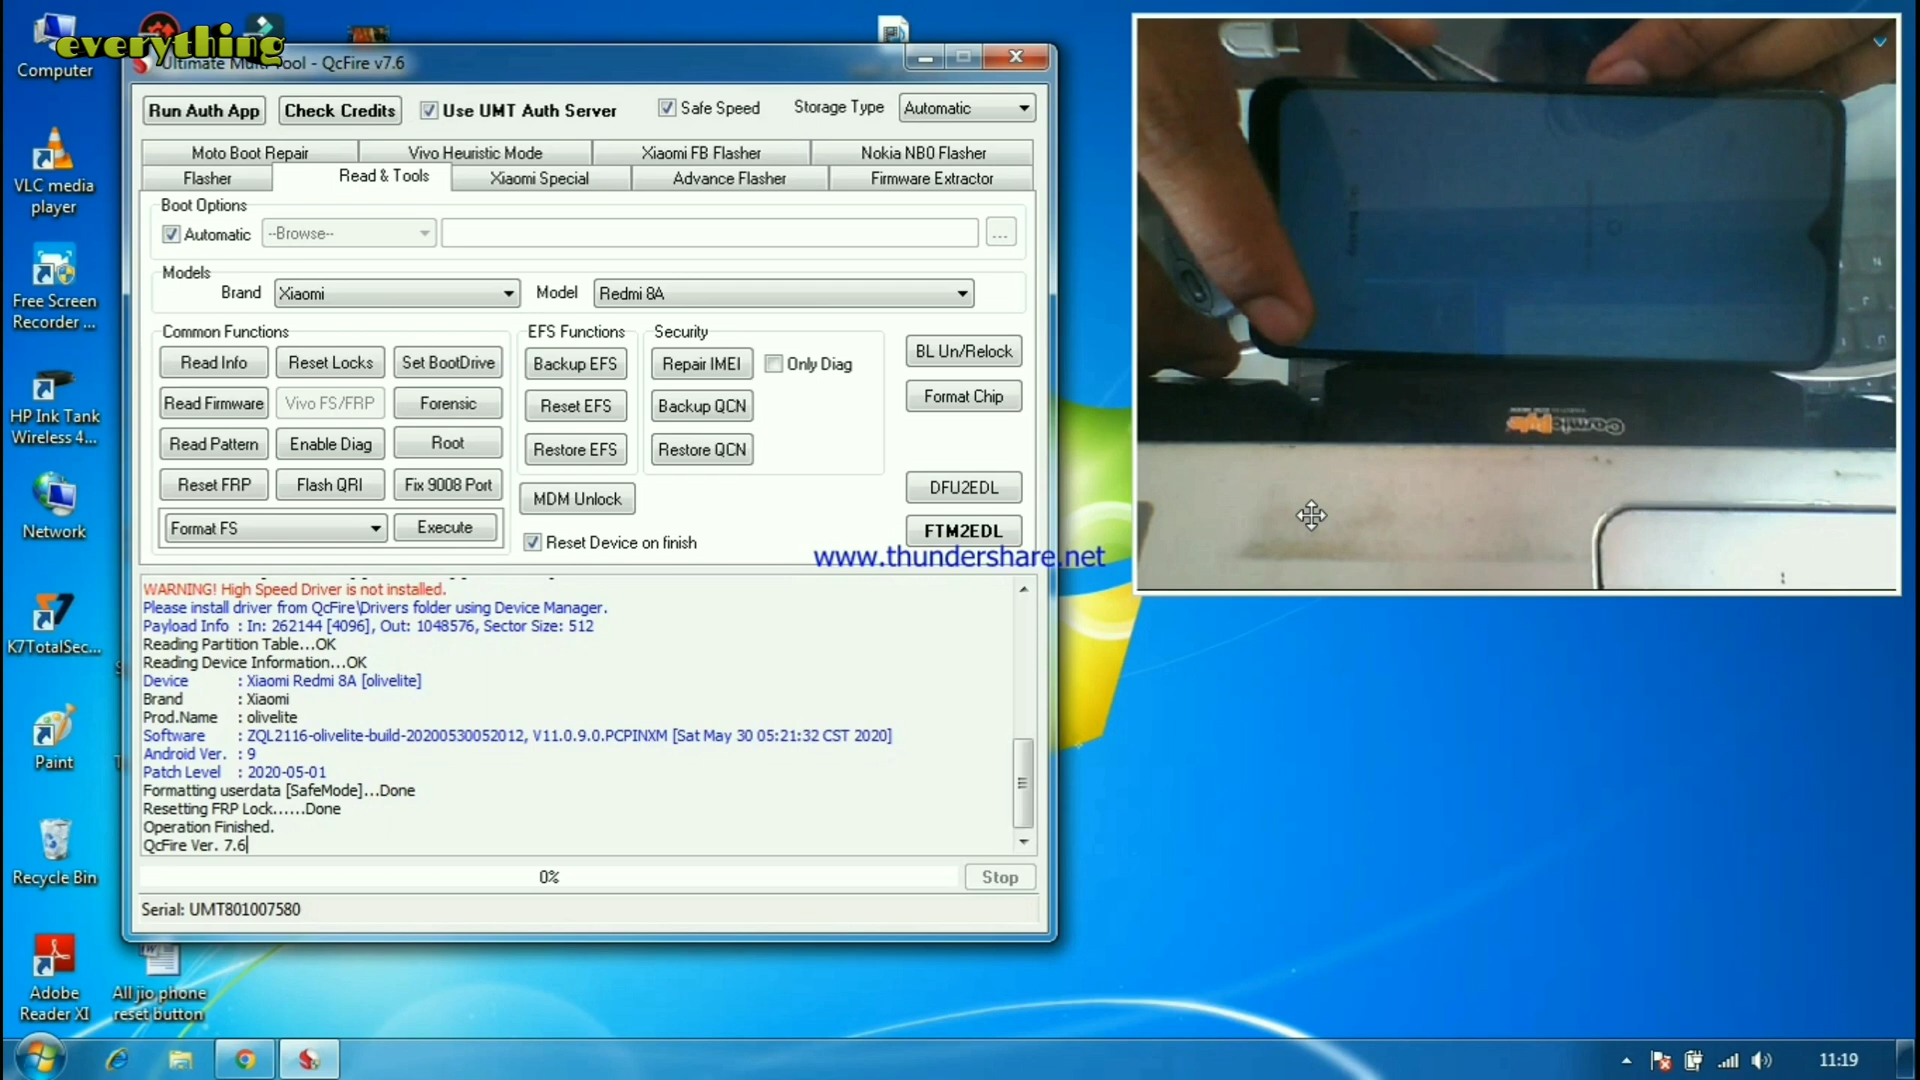 everything
Computer
VLC media
player
Free Screen
Recorder ...
HP Ink Tank
Wireless 4...
Network
K7TotalSec...
Paint
Recycle Bin
Adobe
Reader XI
All jio phone
reset button
Ultimate Multi Tool - QcFire v7.6
Run Auth App
Check Credits
Use UMT Auth Server
Safe Speed
Storage Type
Automatic
Moto Boot Repair
Vivo Heuristic Mode
Xiaomi FB Flasher
Nokia NB0 Flasher
Flasher
Read & Tools
Xiaomi Special
Advance Flasher
Firmware Extractor
Boot Options
Automatic
--Browse--
...
Models
Brand
Xiaomi
Model
Redmi 8A
Common Functions
Read Info
Reset Locks
Set BootDrive
Read Firmware
Vivo FS/FRP
Forensic
Read Pattern
Enable Diag
Root
Reset FRP
Flash QRI
Fix 9008 Port
Format FS
Execute
EFS Functions
Backup EFS
Reset EFS
Restore EFS
MDM Unlock
Reset Device on finish
Security
Repair IMEI
Only Diag
Backup QCN
Restore QCN
BL Un/Relock
Format Chip
DFU2EDL
FTM2EDL
www.thundershare.net
WARNING! High Speed Driver is not installed.
Please install driver from QcFire\Drivers folder using Device Manager.
Payload Info : In: 262144 [4096], Out: 1048576, Sector Size: 512
Reading Partition Table...OK
Reading Device Information...OK
Device : Xiaomi Redmi 8A [olivelite]
Brand : Xiaomi
Prod.Name : olivelite
Software : ZQL2116-olivelite-build-20200530052012, V11.0.9.0.PCPINXM [Sat May 30 05:21:32 CST 2020]
Android Ver. : 9
Patch Level : 2020-05-01
Formatting userdata [SafeMode]...Done
Resetting FRP Lock......Done
Operation Finished.
QcFire Ver. 7.6
0%
Stop
Serial: UMT801007580
11:19